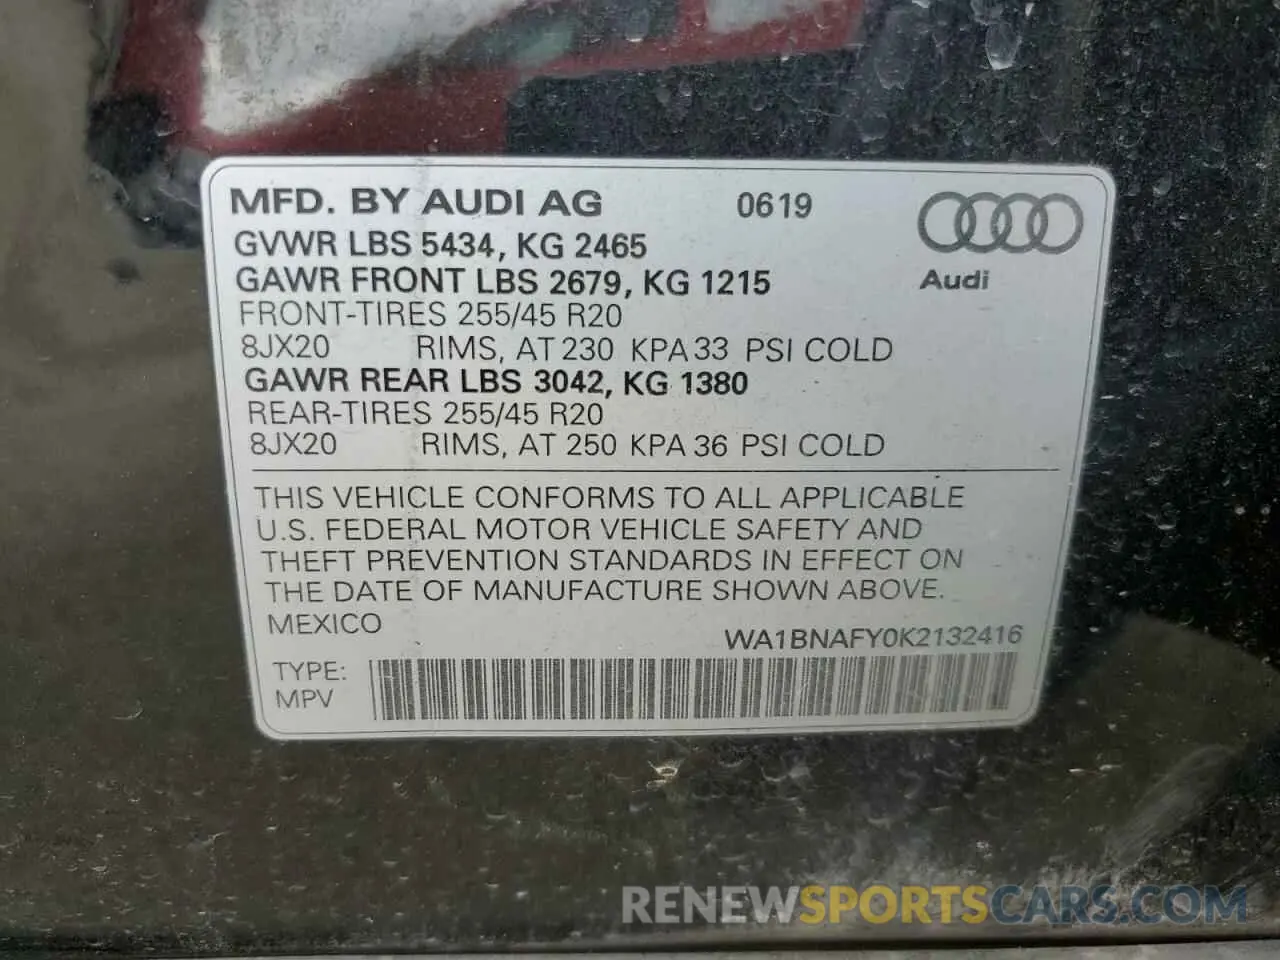 MFD. BY AUDI AG 0619
GVWR LBS 5434, KG 2465
GAWR FRONT LBS 2679, KG 1215
Audi
FRONT-TIRES 255/45 R20
8JX20 RIMS, AT 230 KPA 33 PSI COLD
GAWR REAR LBS 3042, KG 1380
REAR-TIRES 255/45 R20
8JX20 RIMS, AT 250 KPA 36 PSI COLD
THIS VEHICLE CONFORMS TO ALL APPLICABLE
U.S. FEDERAL MOTOR VEHICLE SAFETY AND
THEFT PREVENTION STANDARDS IN EFFECT ON
THE DATE OF MANUFACTURE SHOWN ABOVE.
MEXICO
WA1BNAFY0K2132416
TYPE:
MPV
RENEWSPORTSCARS.COM